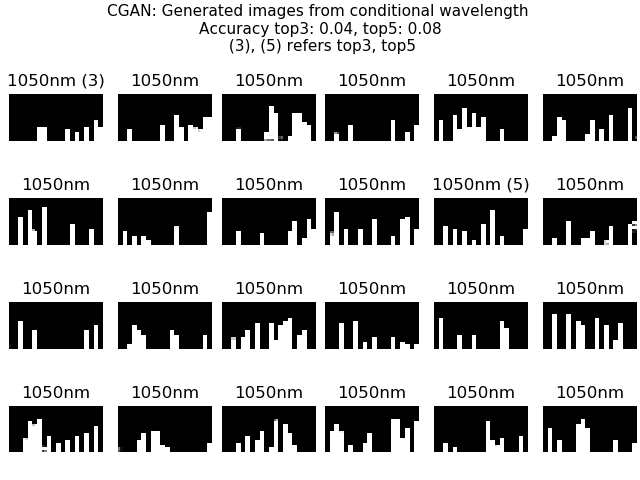 CGAN: Generated images from conditional wavelength
Accuracy top3: 0.04, top5: 0.08
(3), (5) refers top3, top5
1050nm (3) 1050nm 1050nm 1050nm 1050nm 1050nm
1050nm 1050nm 1050nm 1050nm 1050nm (5) 1050nm
1050nm 1050nm 1050nm 1050nm 1050nm 1050nm
1050nm 1050nm 1050nm 1050nm 1050nm 1050nm